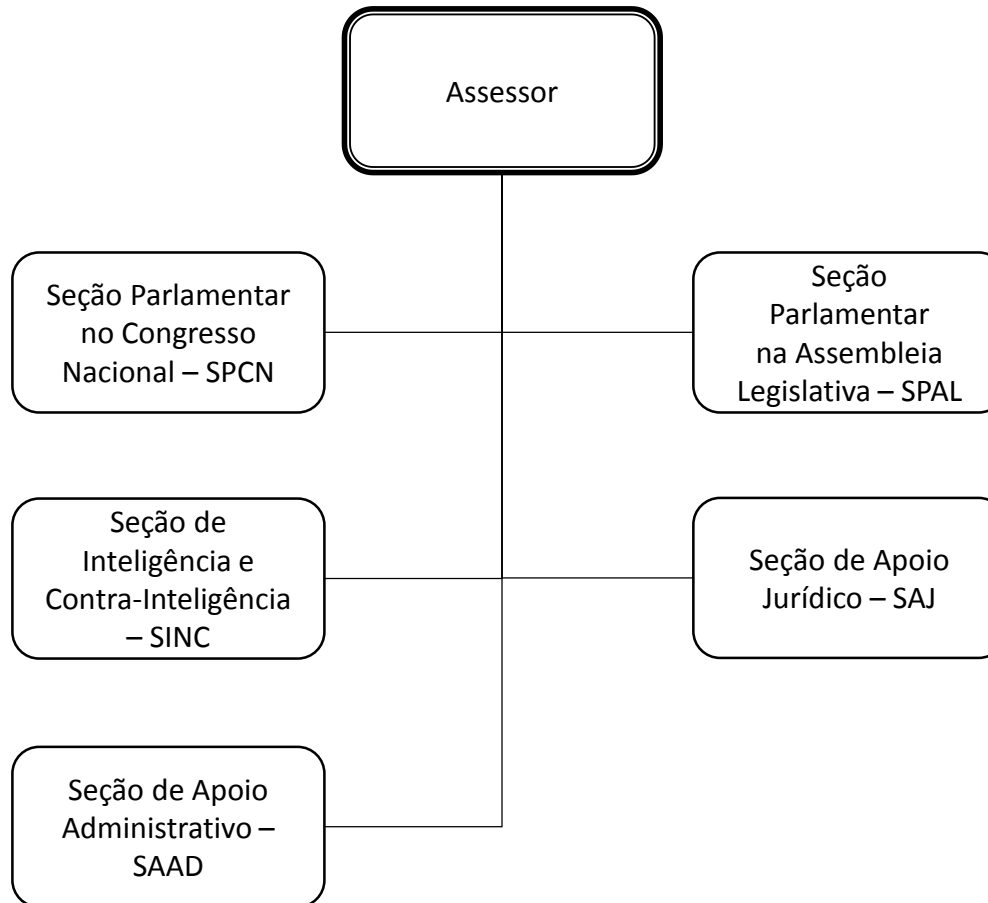 Assessor
Seção Parlamentar
no Congresso
Nacional – SPCN
Seção
Parlamentar
na Assembleia
Legislativa – SPAL
Seção de
Inteligência e
Contra-Inteligência
– SINC
Seção de Apoio
Jurídico – SAJ
Seção de Apoio
Administrativo –
SAAD